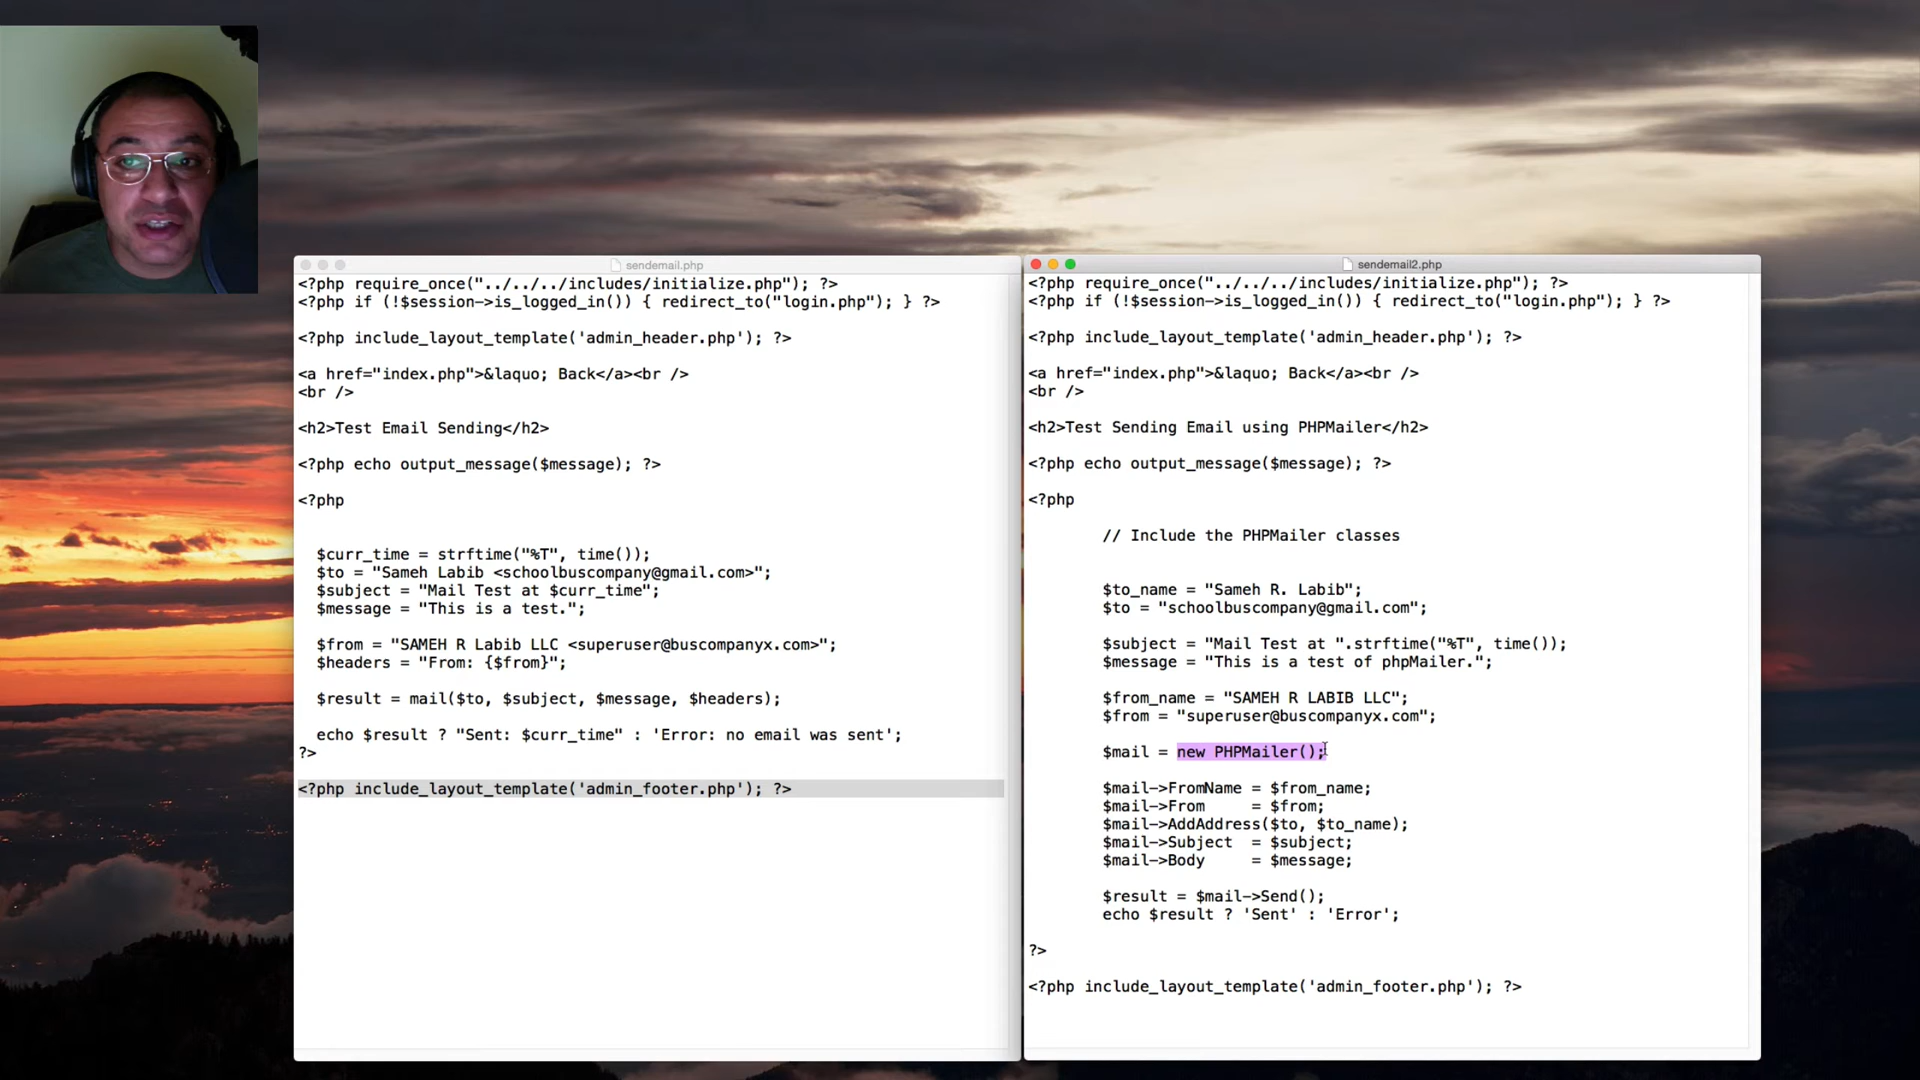 sendemail.php
<?php require_once("../../../includes/initialize.php"); ?>
<?php if (!$session->is_logged_in()) { redirect_to("login.php"); } ?>
<?php include_layout_template('admin_header.php'); ?>
<a href="index.php">&laquo; Back</a><br />
<br />
<h2>Test Email Sending</h2>
<?php echo output_message($message); ?>
<?php
$curr_time = strftime("%T", time());
$to = "Sameh Labib <schoolbuscompany@gmail.com>";
$subject = "Mail Test at $curr_time";
$message = "This is a test.";
$from = "SAMEH R Labib LLC <superuser@buscompanyx.com>";
$headers = "From: {$from}";
$result = mail($to, $subject, $message, $headers);
echo $result ? "Sent: $curr_time" : 'Error: no email was sent';
?>
<?php include_layout_template('admin_footer.php'); ?>
sendemail2.php
<?php require_once("../../../includes/initialize.php"); ?>
<?php if (!$session->is_logged_in()) { redirect_to("login.php"); } ?>
<?php include_layout_template('admin_header.php'); ?>
<a href="index.php">&laquo; Back</a><br />
<br />
<h2>Test Sending Email using PHPMailer</h2>
<?php echo output_message($message); ?>
<?php
// Include the PHPMailer classes
$to_name = "Sameh R. Labib";
$to = "schoolbuscompany@gmail.com";
$subject = "Mail Test at ".strftime("%T", time());
$message = "This is a test of phpMailer.";
$from_name = "SAMEH R LABIB LLC";
$from = "superuser@buscompanyx.com";
$mail = new PHPMailer();
$mail->FromName = $from_name;
$mail->From     = $from;
$mail->AddAddress($to, $to_name);
$mail->Subject  = $subject;
$mail->Body     = $message;
$result = $mail->Send();
echo $result ? 'Sent' : 'Error';
?>
<?php include_layout_template('admin_footer.php'); ?>